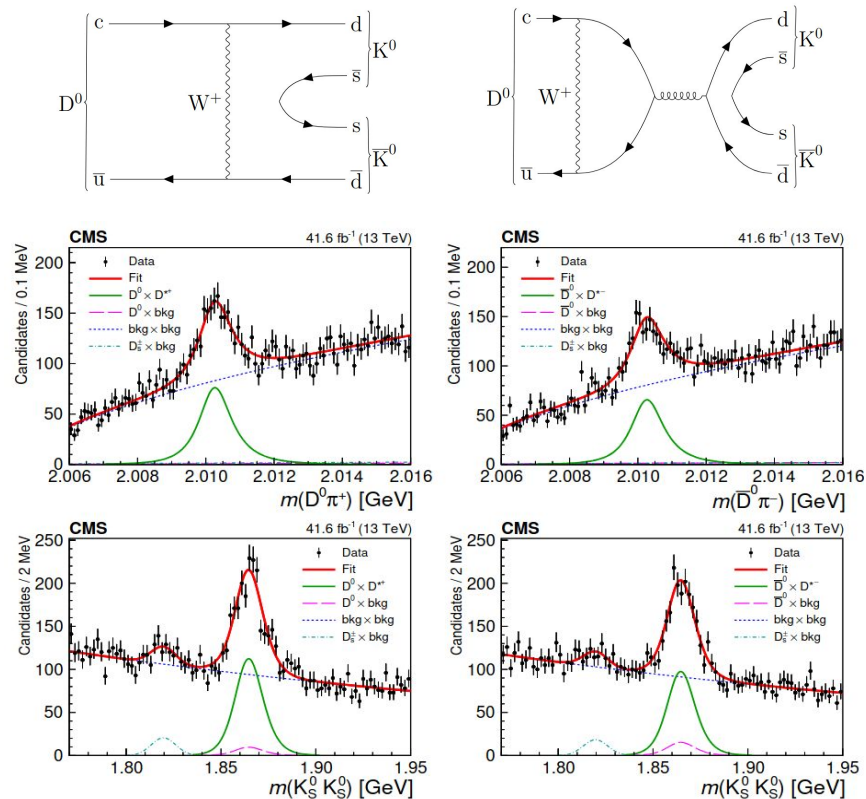 c d c d
K⁰ K⁰
s̅ s̅
D⁰ W⁺ D⁰ W⁺
s s
K̅⁰ K̅⁰
u̅ d̅ u̅ d̅
CMS 41.6 fb⁻¹ (13 TeV)
Candidates / 0.1 MeV
200
150
100
50
0
Data
Fit
D⁰ × D*⁺
D⁰ × bkg
bkg × bkg
Dₛ± × bkg
2.006 2.008 2.010 2.012 2.014 2.016
m(D⁰π⁺) [GeV]
CMS 41.6 fb⁻¹ (13 TeV)
Candidates / 0.1 MeV
200
150
100
50
0
Data
Fit
D̅⁰ × D*⁻
D̅⁰ × bkg
bkg × bkg
Dₛ± × bkg
2.006 2.008 2.010 2.012 2.014 2.016
m(D̅⁰π⁻) [GeV]
CMS 41.6 fb⁻¹ (13 TeV)
Candidates / 2 MeV
250
200
150
100
50
0
Data
Fit
D⁰ × D*⁺
D⁰ × bkg
bkg × bkg
Dₛ± × bkg
1.80 1.85 1.90 1.95
m(K⁰S K⁰S) [GeV]
CMS 41.6 fb⁻¹ (13 TeV)
Candidates / 2 MeV
250
200
150
100
50
0
Data
Fit
D̅⁰ × D*⁻
D̅⁰ × bkg
bkg × bkg
Dₛ± × bkg
1.80 1.85 1.90 1.95
m(K⁰S K⁰S) [GeV]